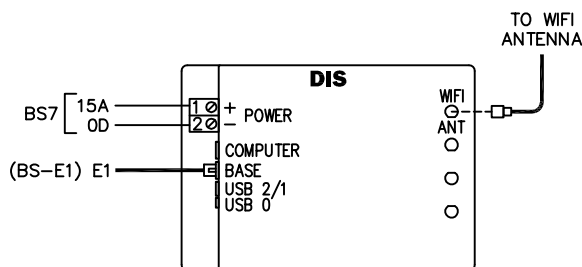 TO WIFI
ANTENNA
DIS
WIFI
ANT
BS7
15A
1
+
0D
2
−
POWER
COMPUTER
(BS-E1) E1
BASE
USB 2/1
USB 0